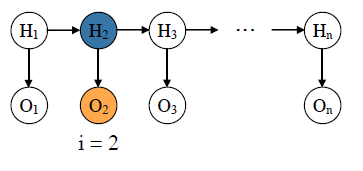 H₁ H₂ H₃ ... Hₙ
O₁ O₂ O₃ Oₙ
i = 2